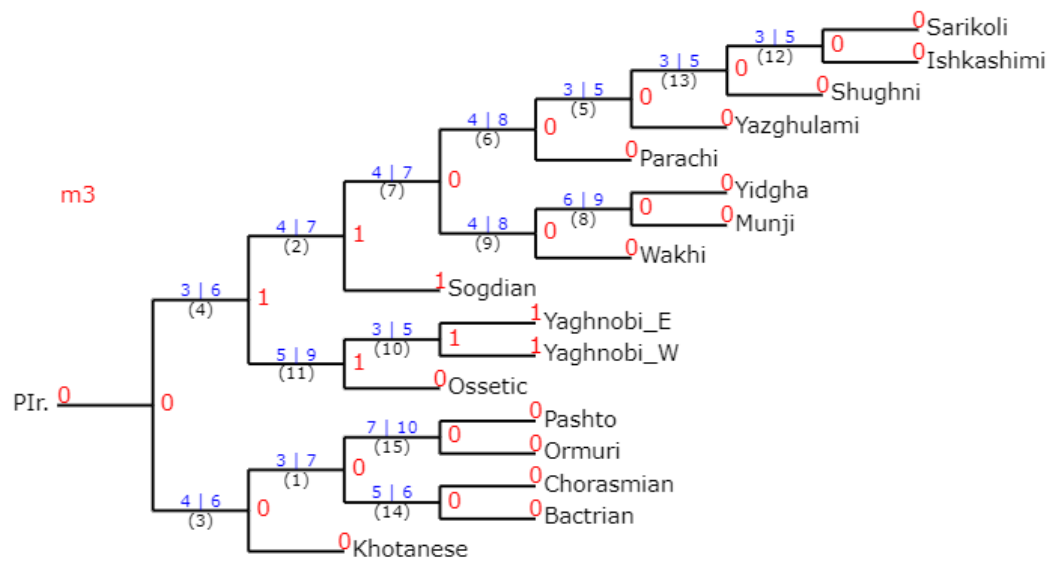 0 Sarikoli
3 | 5
(12)
0
0 Ishkashimi
3 | 5
(13)
0
0 Shughni
3 | 5
(5)
0
0 Yazghulami
4 | 8
(6)
0
0 Parachi
4 | 7
(7)
0
m3
6 | 9
(8)
0
0 Yidgha
0 Munji
4 | 8
(9)
0
0 Wakhi
4 | 7
(2)
1
1 Sogdian
3 | 6
(4)
1
3 | 5
(10)
1
1 Yaghnobi_E
1 Yaghnobi_W
5 | 9
(11)
1
0 Ossetic
PIr. 0
0
7 | 10
(15)
0
0 Pashto
0 Ormuri
3 | 7
(1)
0
5 | 6
(14)
0
0 Chorasmian
0 Bactrian
4 | 6
(3)
0
0 Khotanese